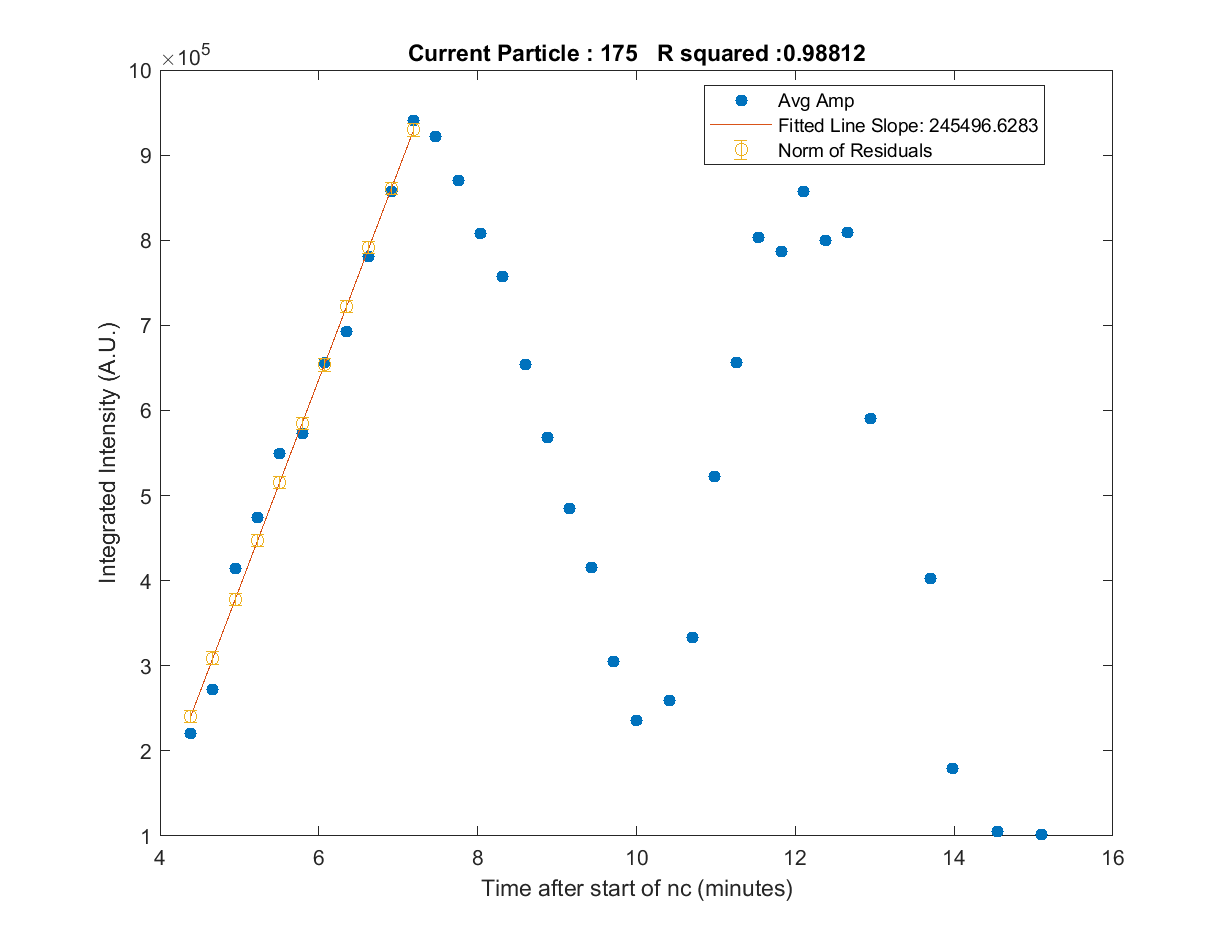 Current Particle : 175 R squared :0.98812
×10^5
10
9
8
7
6
5
4
3
2
1
Integrated Intensity (A.U.)
Avg Amp
Fitted Line Slope: 245496.6283
Norm of Residuals
4 6 8 10 12 14 16
Time after start of nc (minutes)